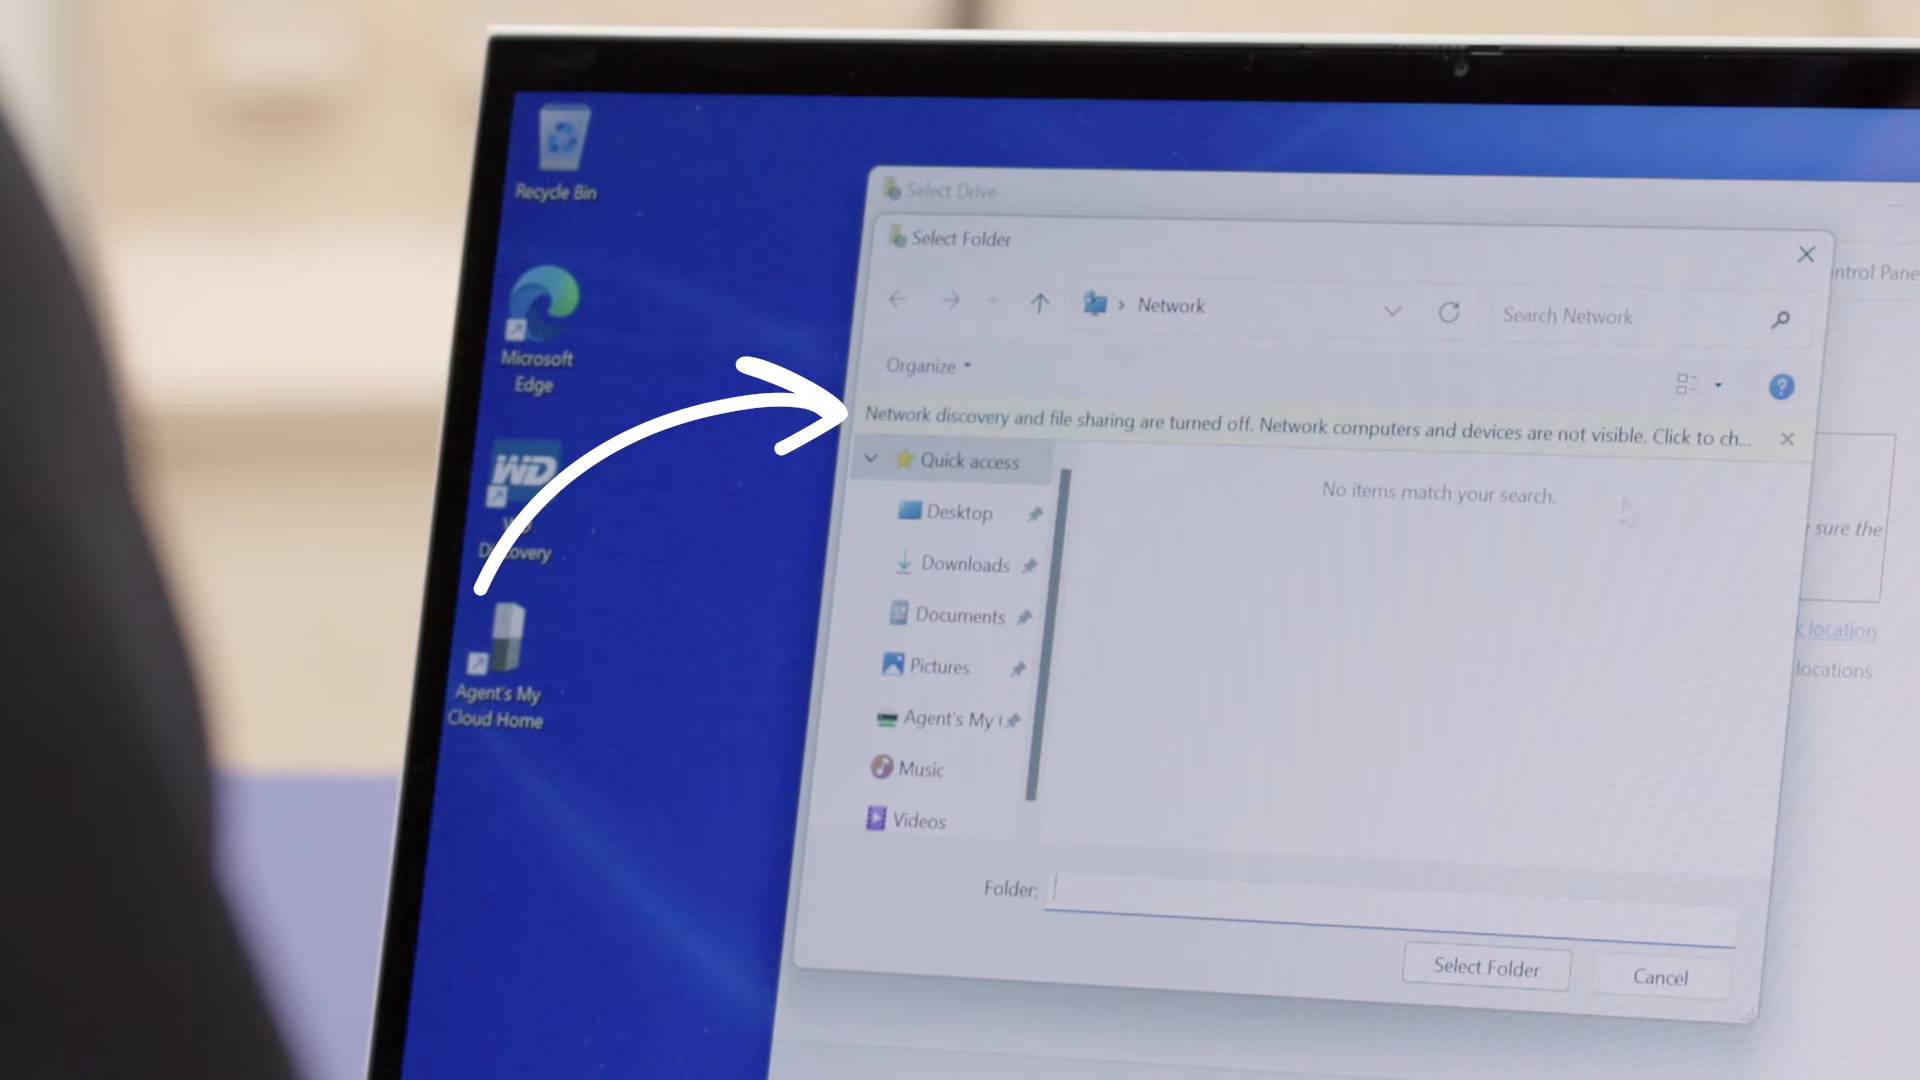 Recycle Bin
Microsoft
Edge
WD
Discovery
Agent's My
Cloud Home
Select Drive
Select Folder
Network
Search Network
ntrol Pane
Organize
Network discovery and file sharing are turned off. Network computers and devices are not visible. Click to ch...
Quick access
No items match your search.
Desktop
sure the
Downloads
Documents
location
Pictures
locations
Agent's My
Music
Videos
Folder:
Select Folder
Cancel